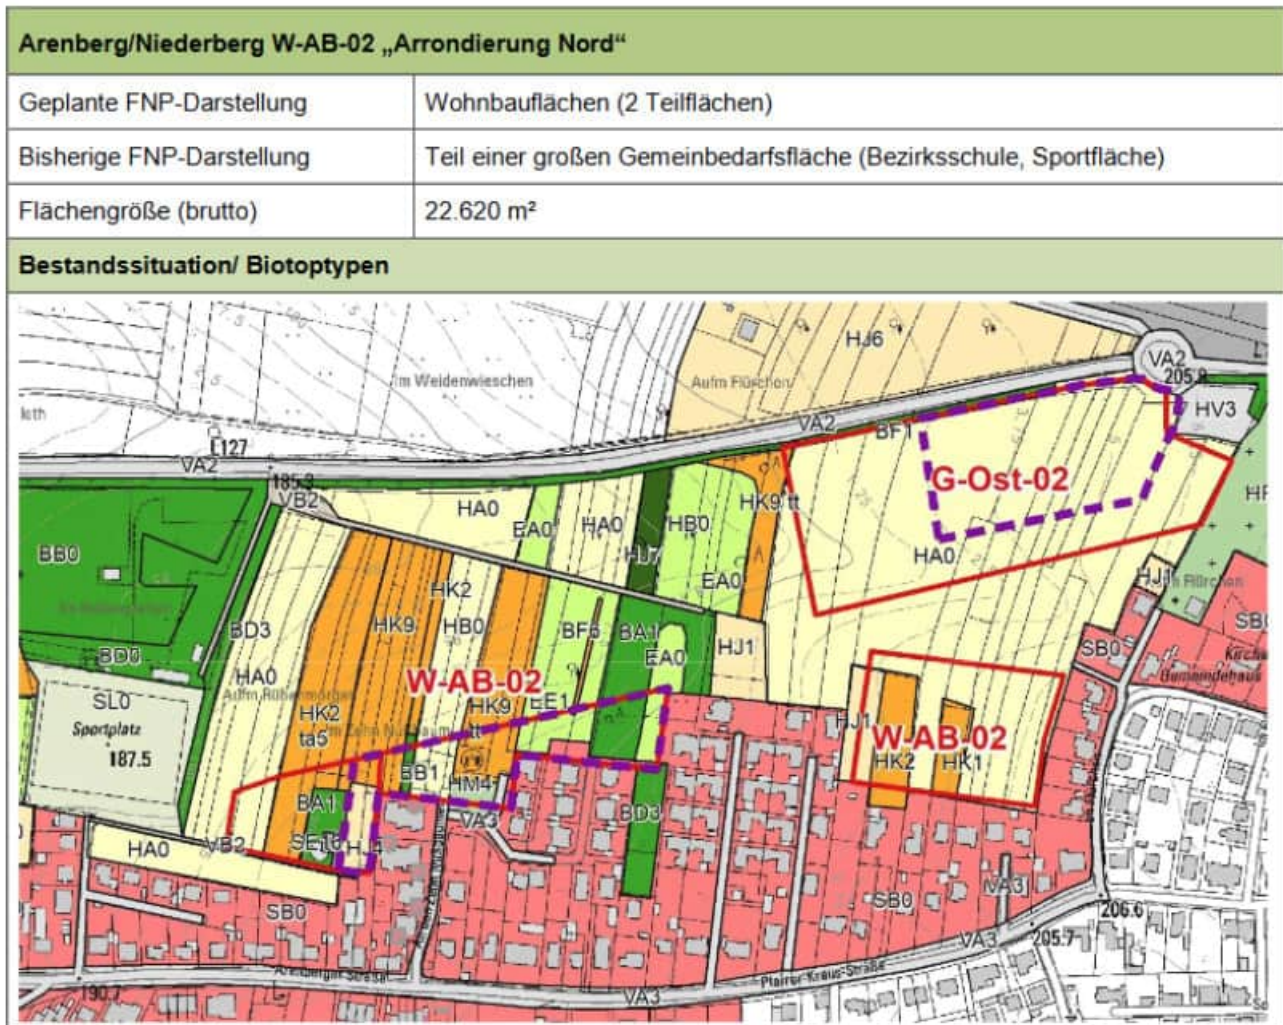 Arenberg/Niederberg W-AB-02 „Arrondierung Nord“
Geplante FNP-Darstellung Wohnbauflächen (2 Teilflächen)
Bisherige FNP-Darstellung Teil einer großen Gemeinbedarfsfläche (Bezirksschule, Sportfläche)
Flächengröße (brutto) 22.620 m²
Bestandssituation/ Biotoptypen
HJ6
VA2
Im Weidenwieschen
Aufm Flürchen
205.9
HV3
127
VA2
BF1
VA2
185.3
VB2
G-Ost-02
HA0
EA0
HA0
HB0
HK9 tt
BB0
HJ7
HA0
EA0
HK2
HJ1
Flürchen
HK9
HB0
BF6
BA1
BD3
HJ1
SB0
BD0
EA0
HA0
W-AB-02
SL0
HK2
HK9
EE1
HJ1
W-AB-02
Sportplatz
ta5
tt
187.5
HK2
HK1
BB1
HM4
BA1
BD3
VA3
HA0
VB2
VA3
SB0
SB0
206.6
VA3
205.7
Arenberger Straße
Pfarrer-Kraus-Straße
190.7
VA3